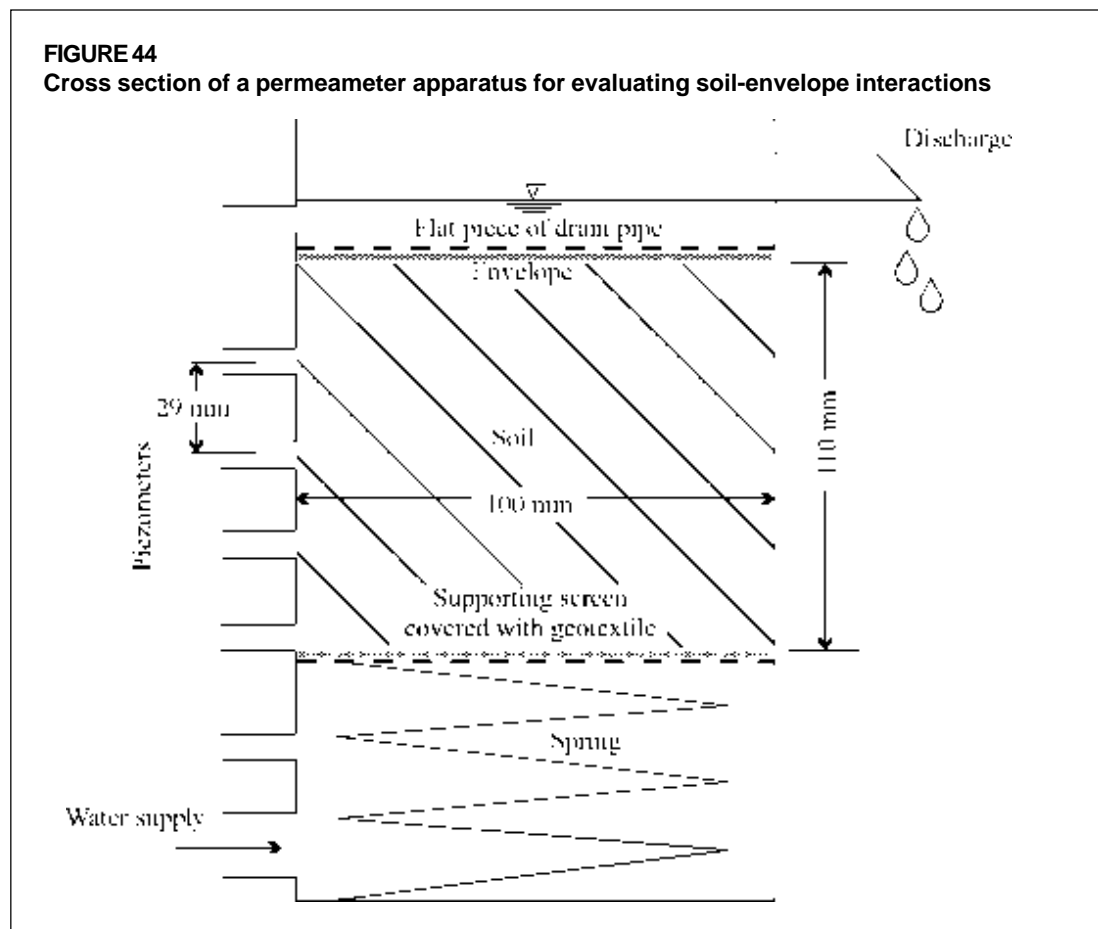 FIGURE 44
Cross section of a permeameter apparatus for evaluating soil-envelope interactions
Discharge
Flat piece of drain pipe
Envelope
29 mm
Piezometers
Soil
100 mm
110 mm
Supporting screen
covered with geotextile
Spring
Water supply